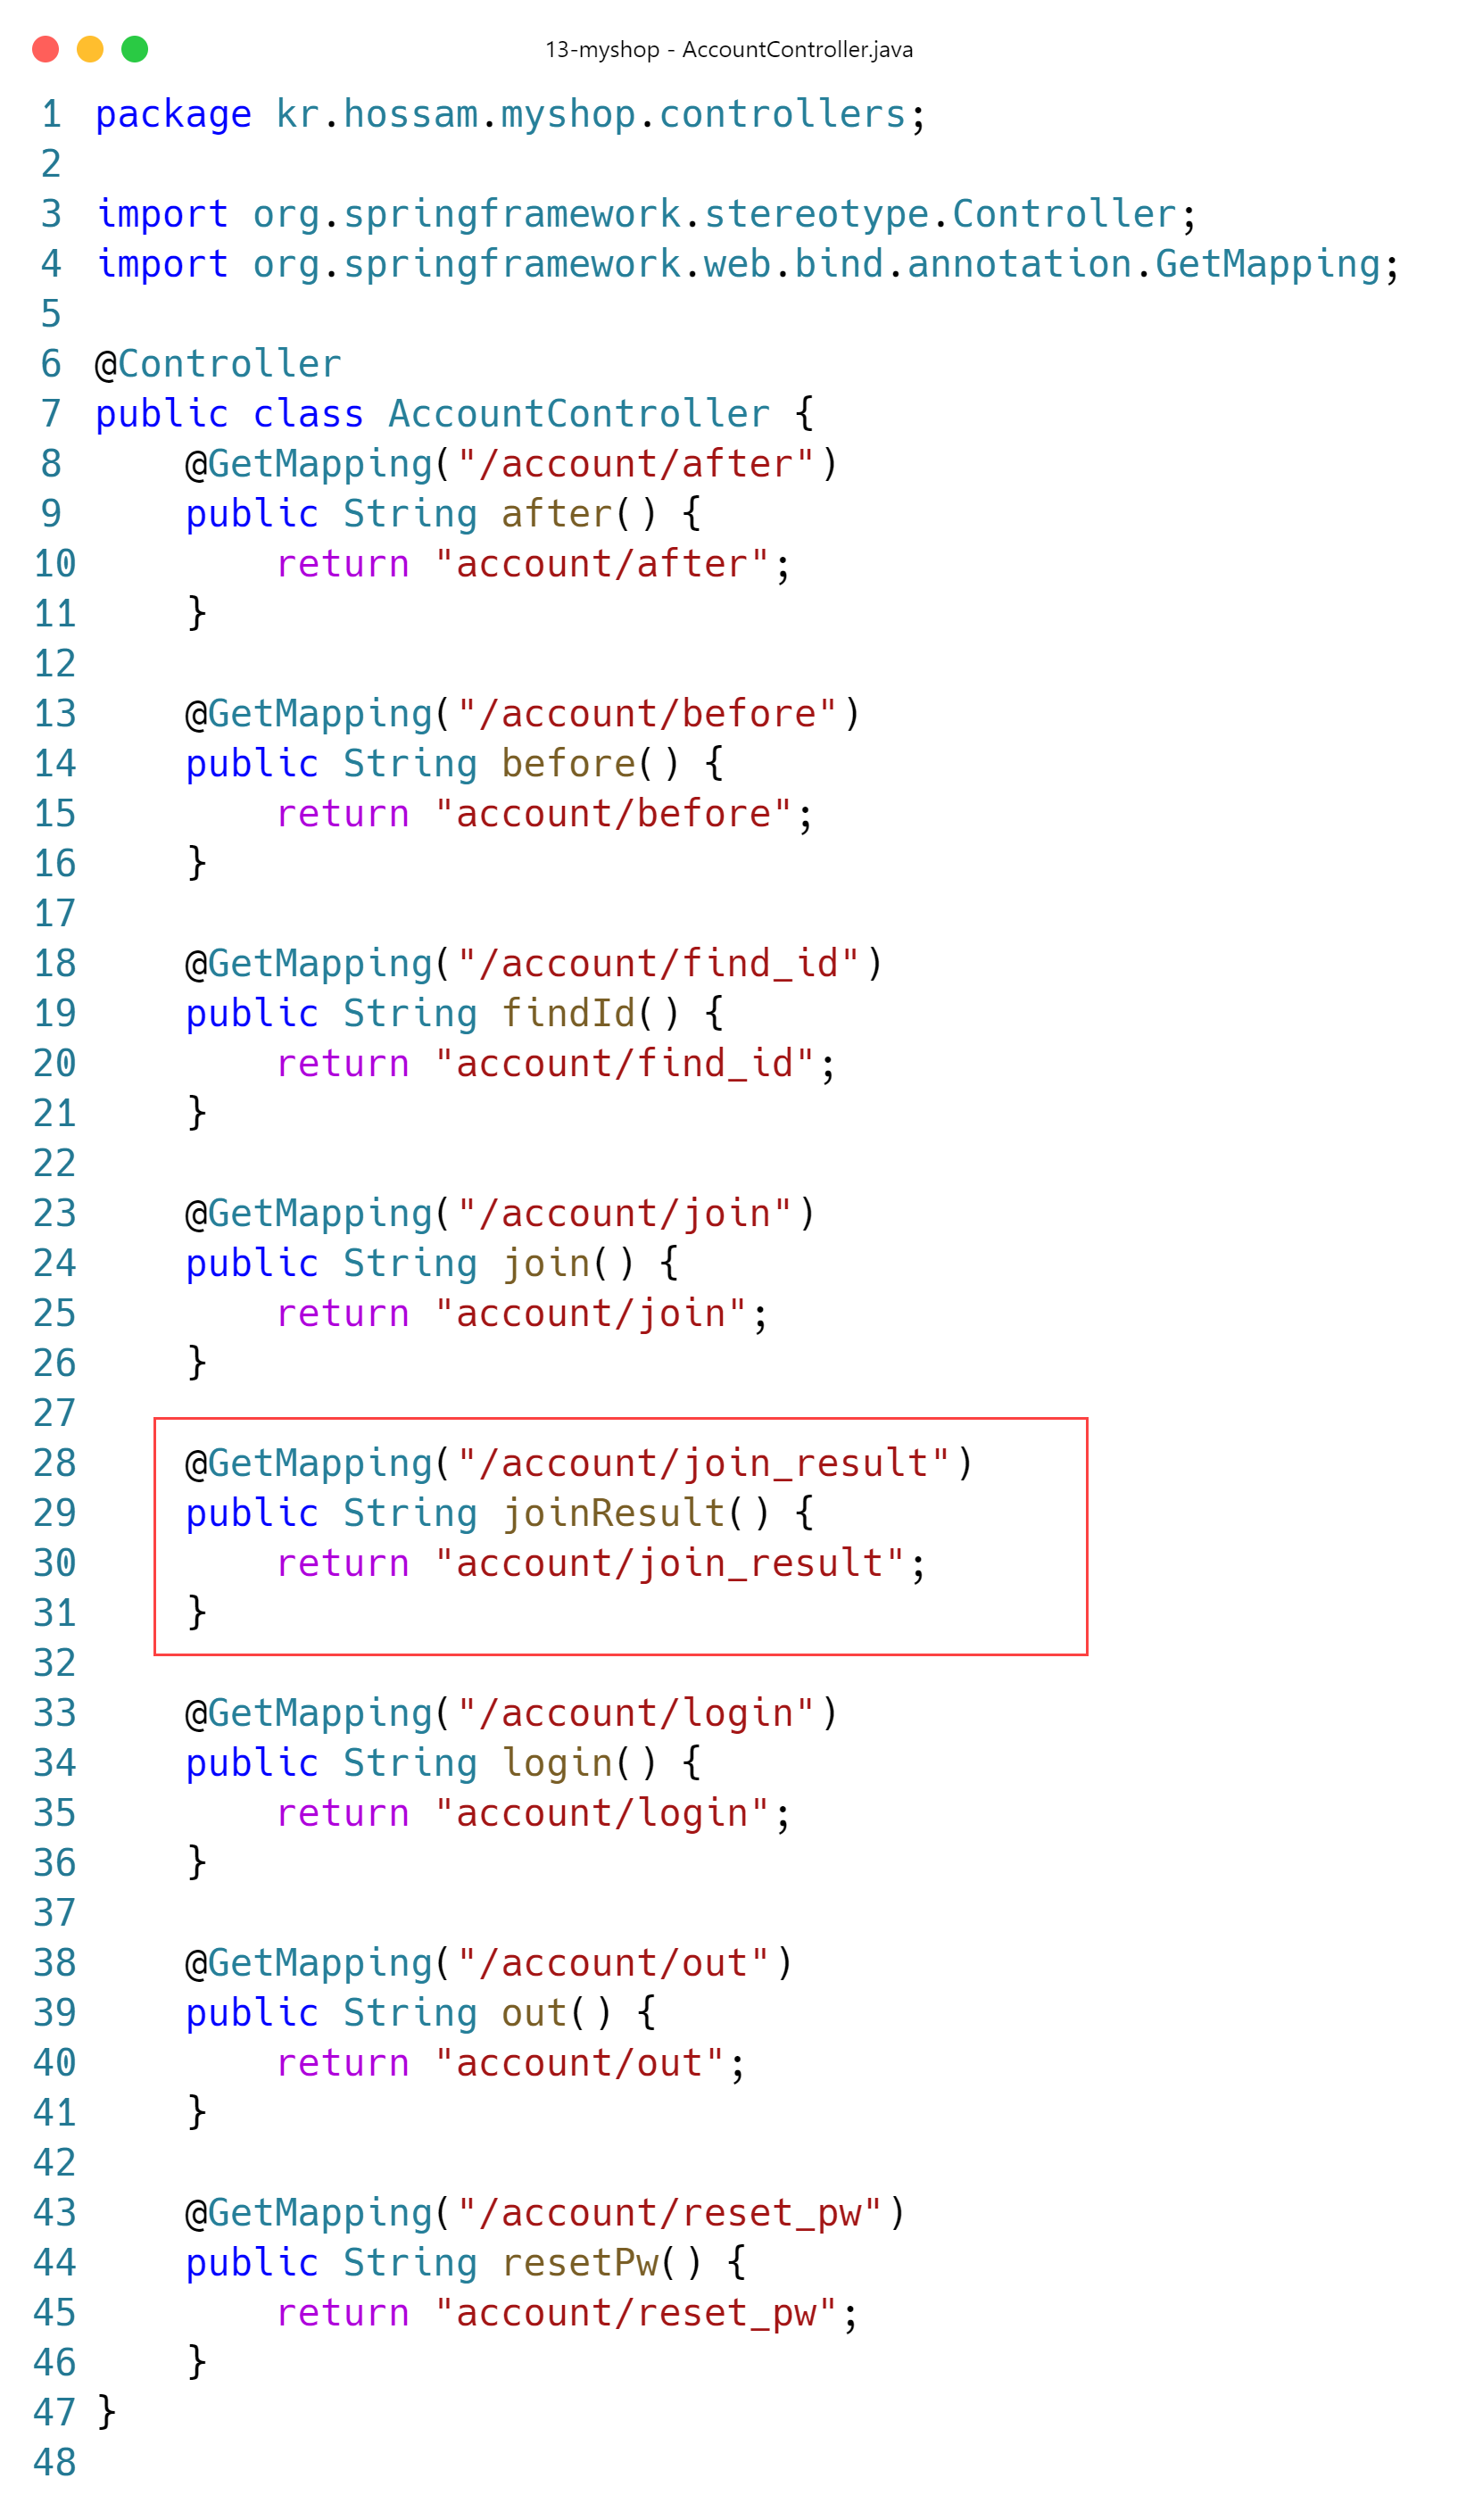 13-myshop - AccountController.java
1 package kr.hossam.myshop.controllers;
2
3 import org.springframework.stereotype.Controller;
4 import org.springframework.web.bind.annotation.GetMapping;
5
6 @Controller
7 public class AccountController {
8     @GetMapping("/account/after")
9     public String after() {
10         return "account/after";
11     }
12
13     @GetMapping("/account/before")
14     public String before() {
15         return "account/before";
16     }
17
18     @GetMapping("/account/find_id")
19     public String findId() {
20         return "account/find_id";
21     }
22
23     @GetMapping("/account/join")
24     public String join() {
25         return "account/join";
26     }
27
28     @GetMapping("/account/join_result")
29     public String joinResult() {
30         return "account/join_result";
31     }
32
33     @GetMapping("/account/login")
34     public String login() {
35         return "account/login";
36     }
37
38     @GetMapping("/account/out")
39     public String out() {
40         return "account/out";
41     }
42
43     @GetMapping("/account/reset_pw")
44     public String resetPw() {
45         return "account/reset_pw";
46     }
47 }
48